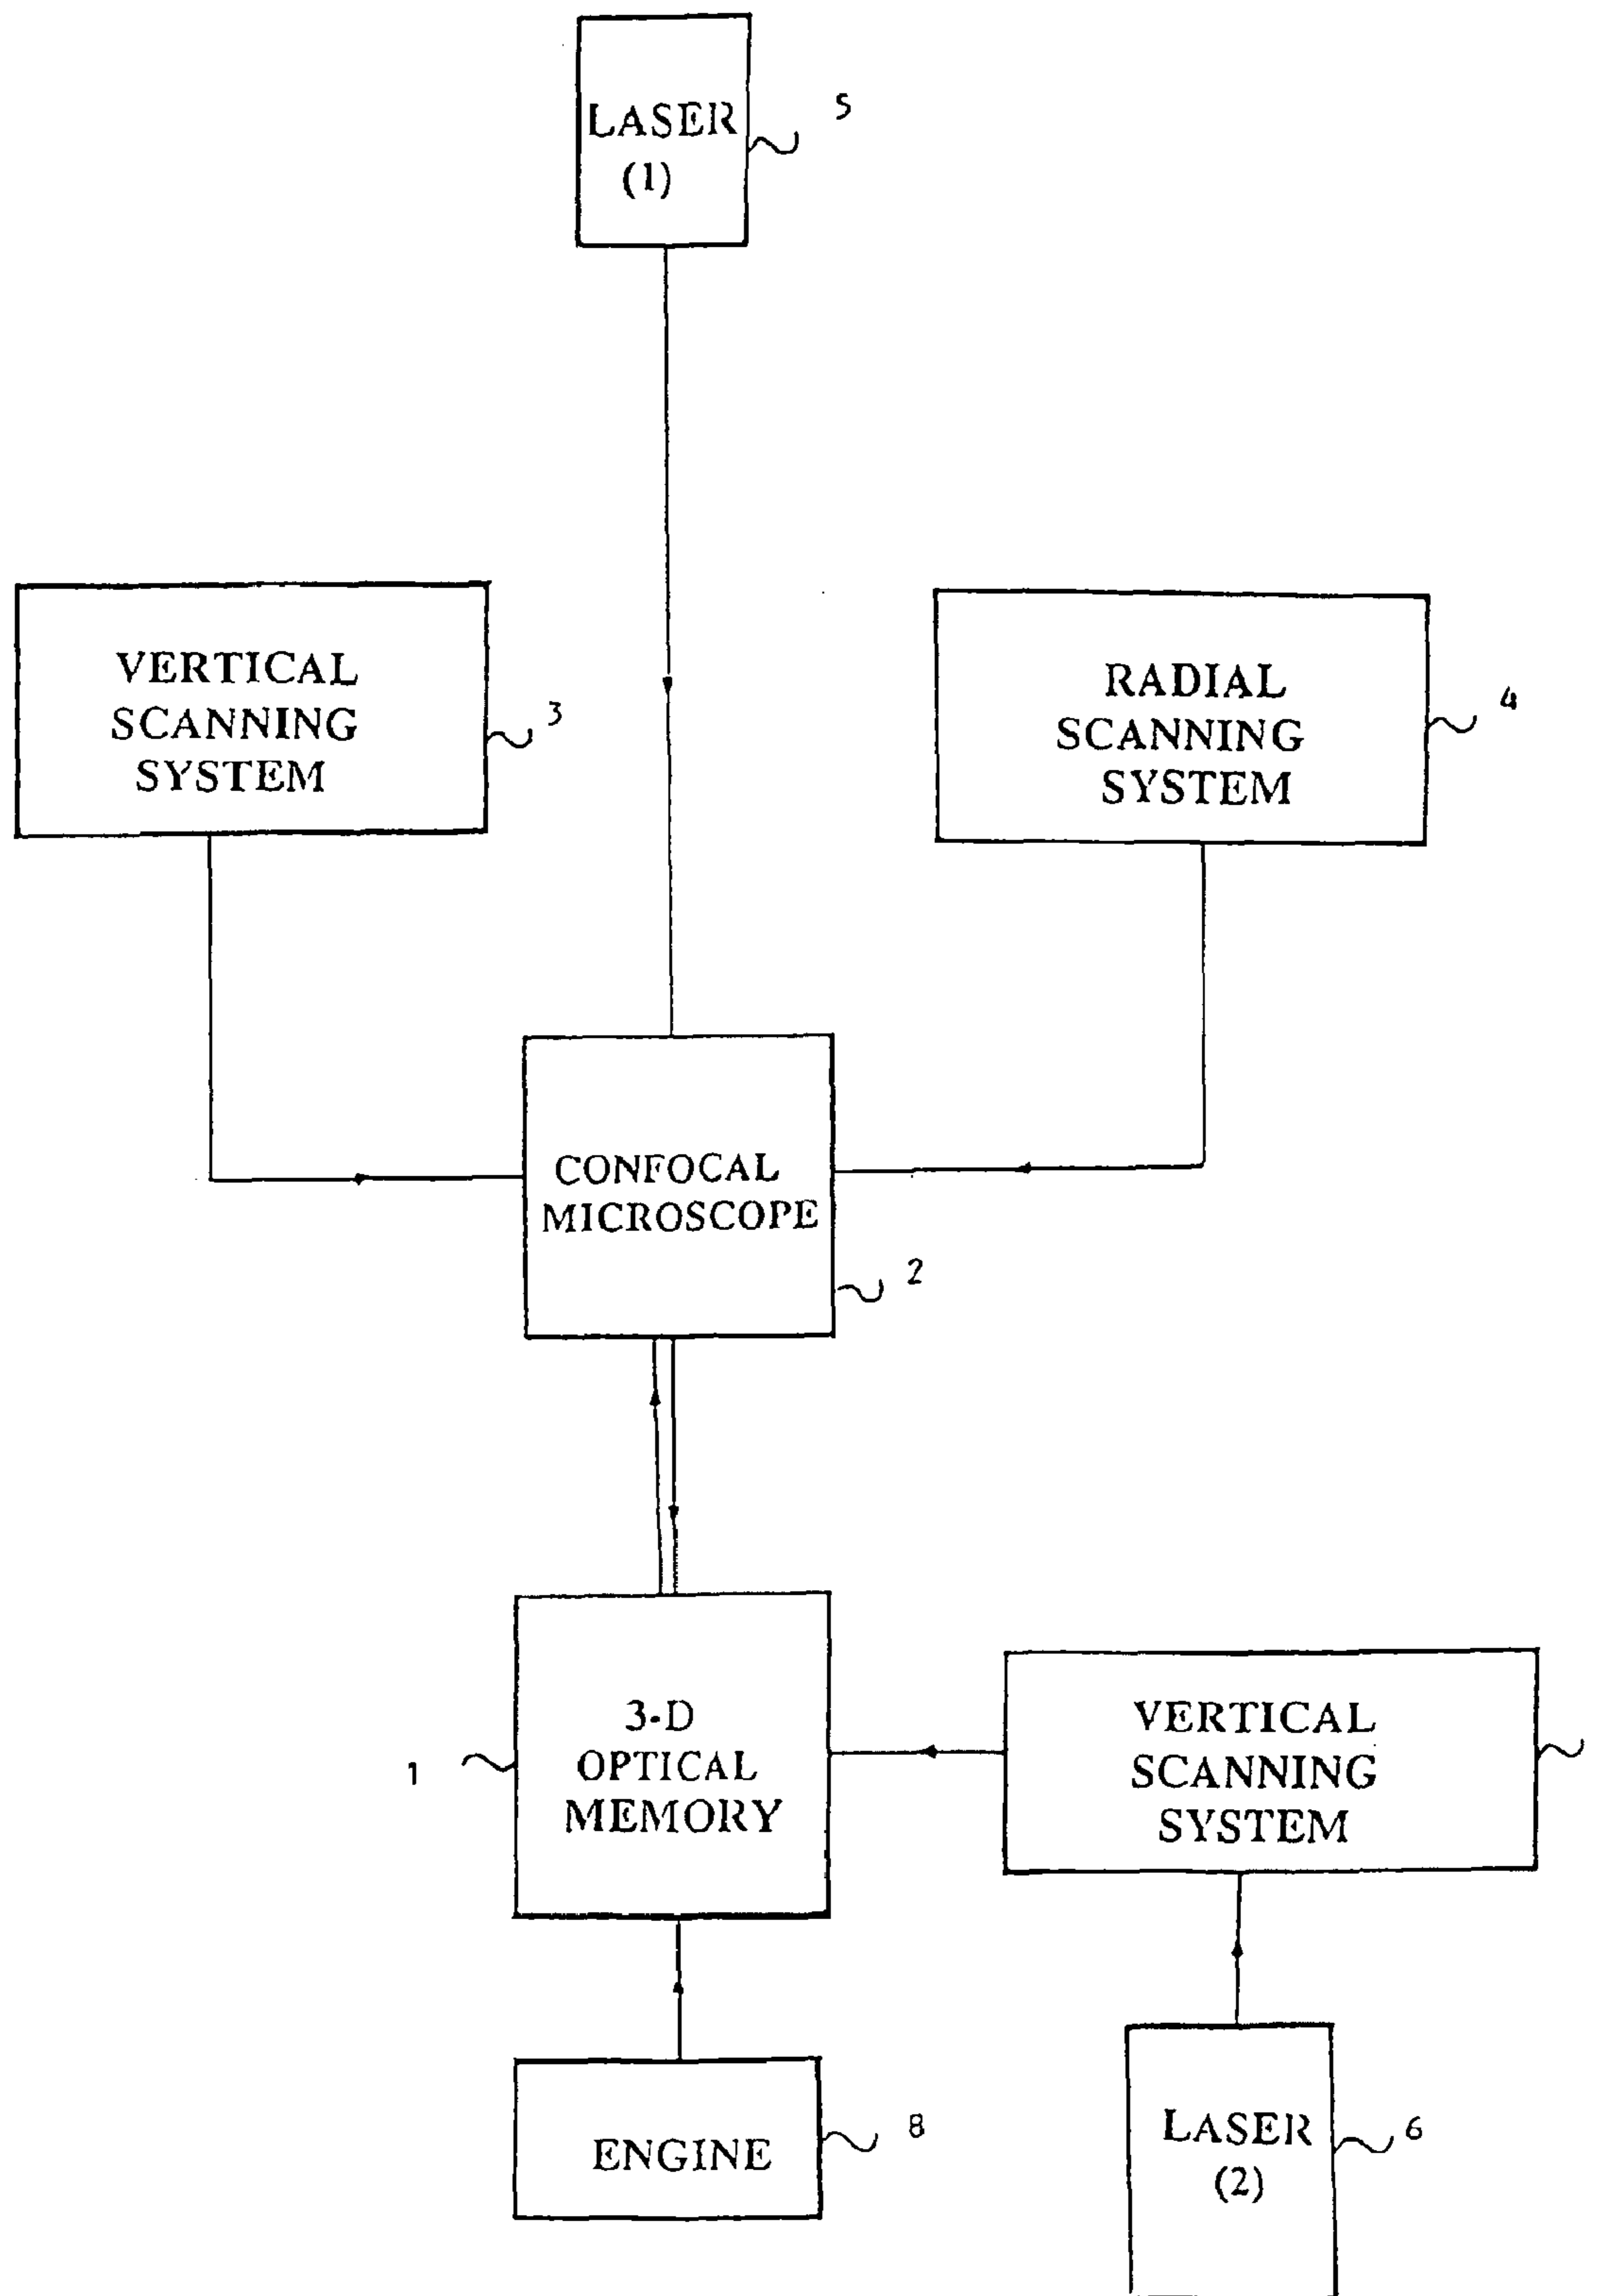 LASER
(1)
5
VERTICAL
SCANNING
SYSTEM
3
RADIAL
SCANNING
SYSTEM
4
CONFOCAL
MICROSCOPE
2
3-D
OPTICAL
MEMORY
1
VERTICAL
SCANNING
SYSTEM
ENGINE
8
LASER
(2)
6